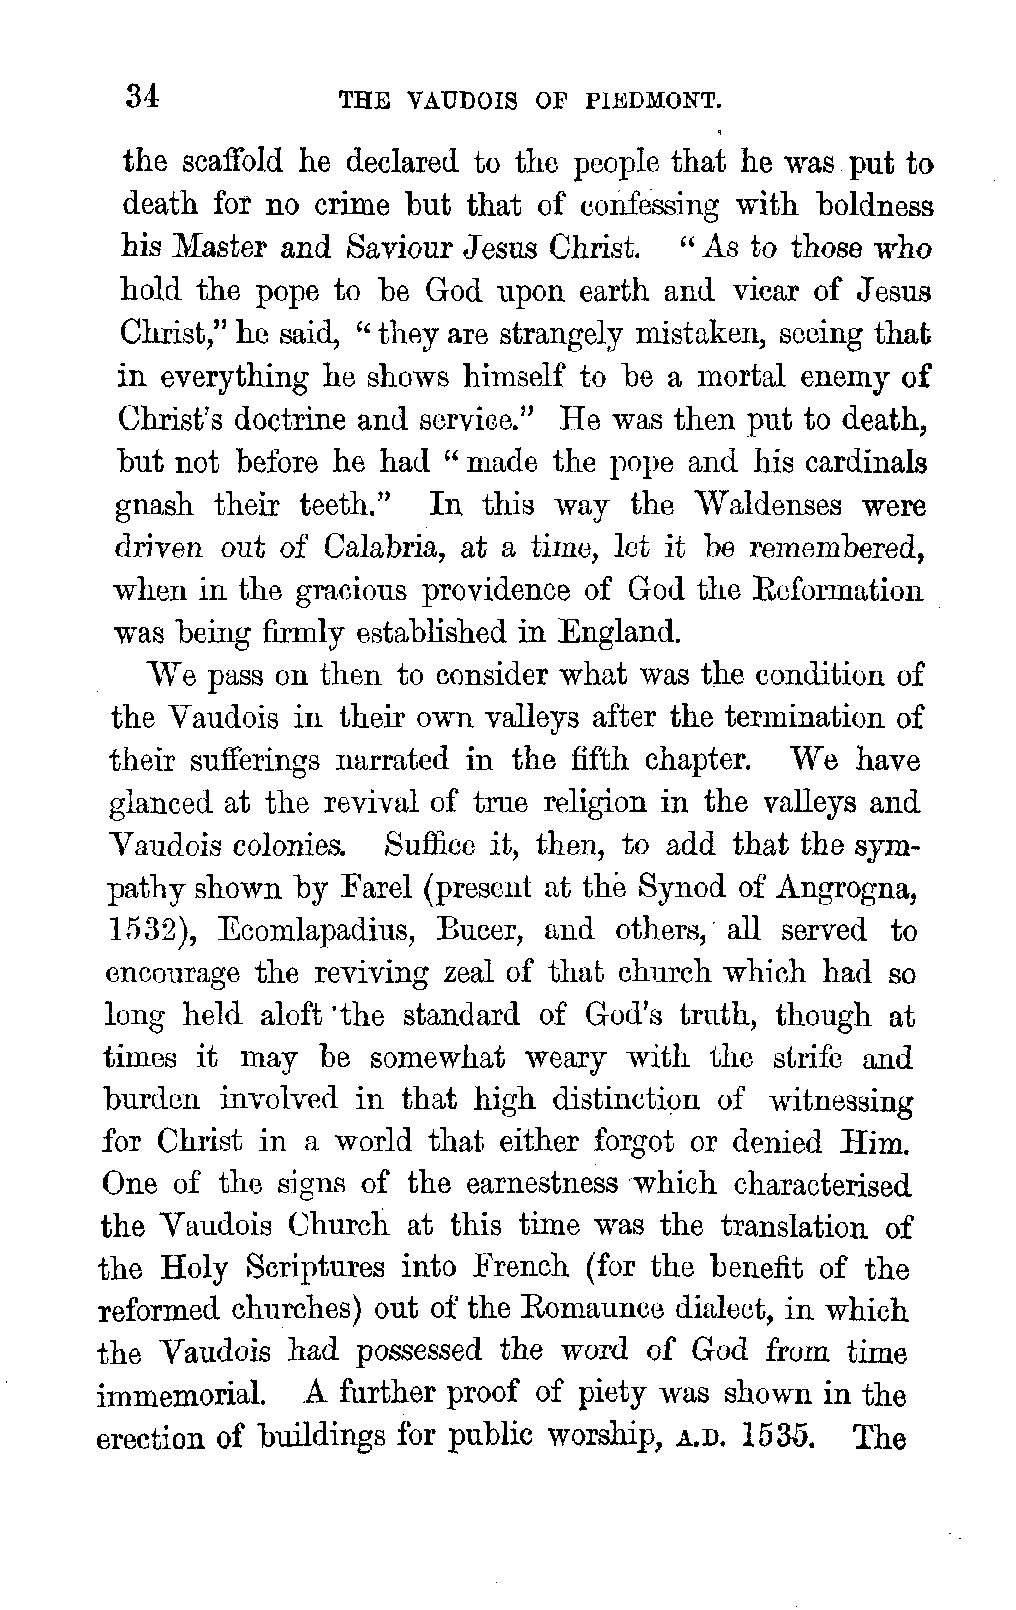 34 THE VAUDOIS OF PIEDMONT.
the scaffold he declared to the people that he was put to
death for no crime but that of confessing with boldness
his Master and Saviour Jesus Christ. “As to those who
hold the pope to be God upon earth and vicar of Jesus
Christ,” he said, “they are strangely mistaken, seeing that
in everything he shows himself to be a mortal enemy of
Christ's doctrine and service.” He was then put to death,
but not before he had “made the pope and his cardinals
gnash their teeth.” In this way the Waldenses were
driven out of Calabria, at a time, let it be remembered,
when in the gracious providence of God the Reformation
was being firmly established in England.
We pass on then to consider what was the condition of
the Vaudois in their own valleys after the termination of
their sufferings narrated in the fifth chapter. We have
glanced at the revival of true religion in the valleys and
Vaudois colonies. Suffice it, then, to add that the sym-
pathy shown by Farel (present at the Synod of Angrogna,
1532), Ecomlapadius, Bucer, and others, all served to
encourage the reviving zeal of that church which had so
long held aloft the standard of God's truth, though at
times it may be somewhat weary with the strife and
burden involved in that high distinction of witnessing
for Christ in a world that either forgot or denied Him.
One of the signs of the earnestness which characterised
the Vaudois Church at this time was the translation of
the Holy Scriptures into French (for the benefit of the
reformed churches) out of the Romaunce dialect, in which
the Vaudois had possessed the word of God from time
immemorial. A further proof of piety was shown in the
erection of buildings for public worship, A.D. 1535. The